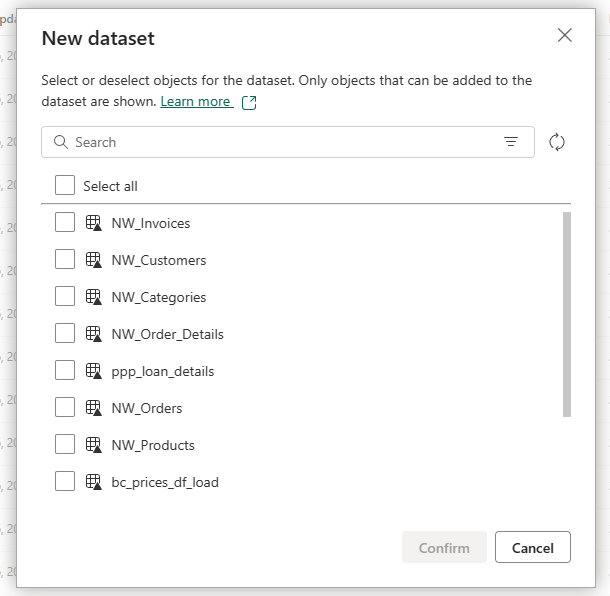 New dataset
Select or deselect objects for the dataset. Only objects that can be added to the
dataset are shown. Learn more
Search
Select all
NW_Invoices
NW_Customers
NW_Categories
NW_Order_Details
ppp_loan_details
NW_Orders
NW_Products
bc_prices_df_load
Confirm
Cancel